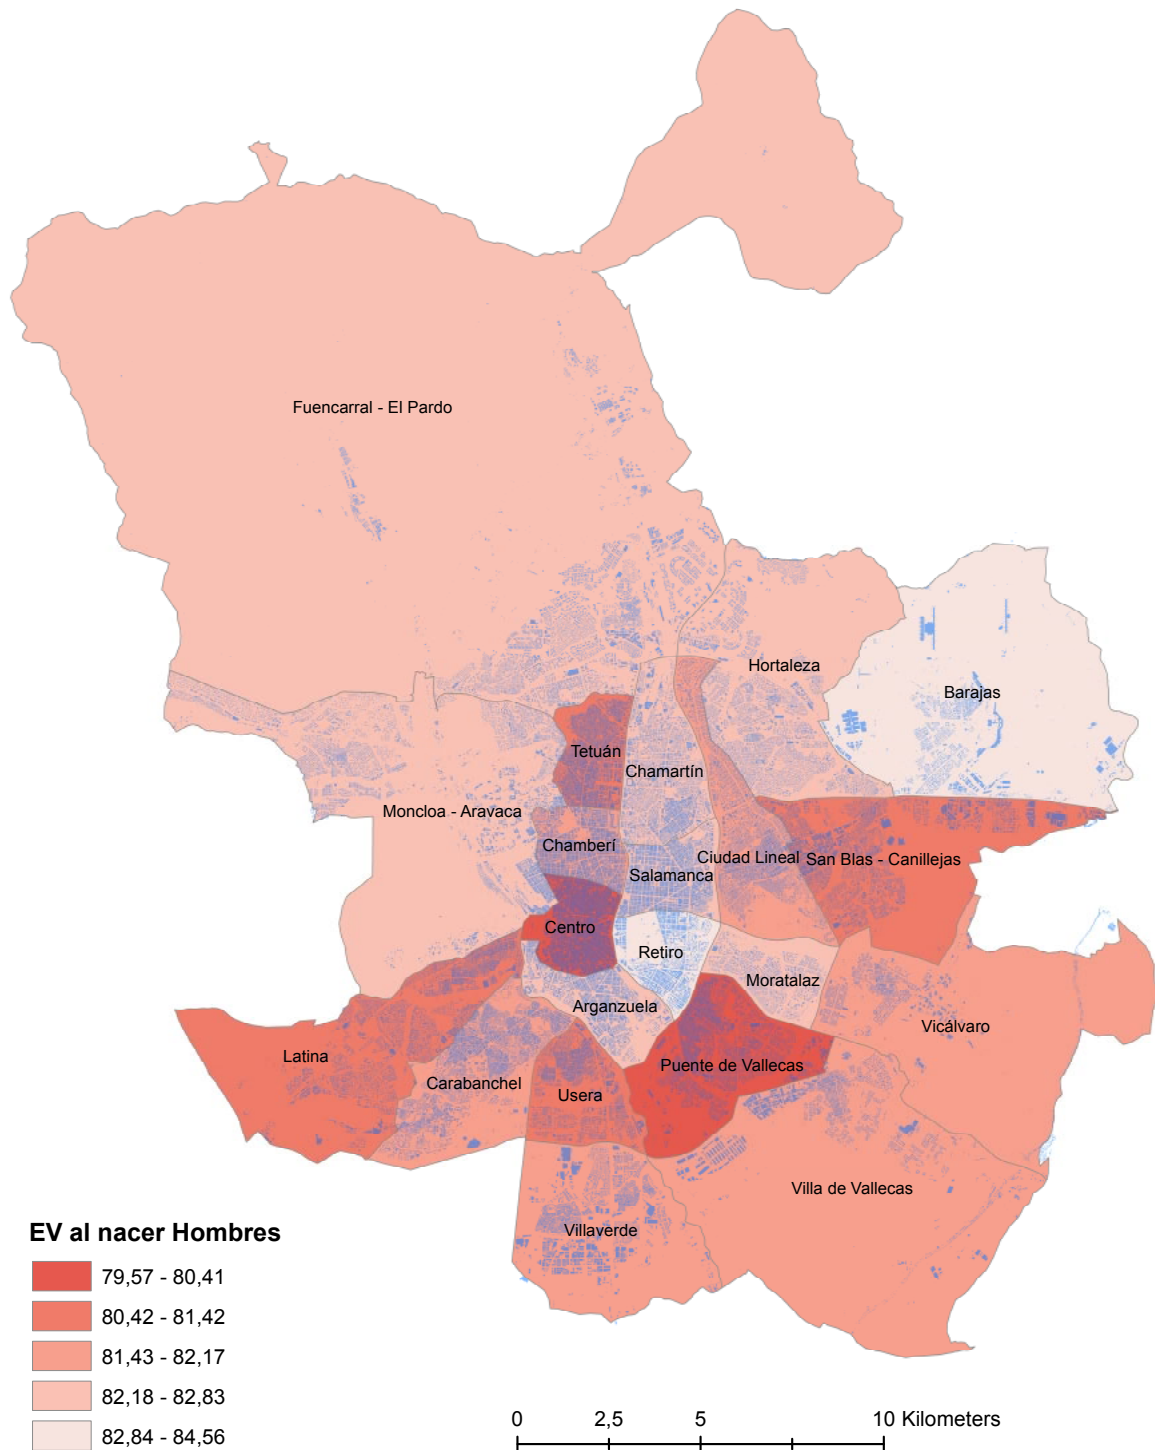 Fuencarral - El Pardo
Hortaleza
Barajas
Tetuán
Chamartín
Moncloa - Aravaca
Chamberí
Ciudad Lineal
San Blas - Canillejas
Salamanca
Centro
Retiro
Moratalaz
Arganzuela
Vicálvaro
Latina
Puente de Vallecas
Carabanchel
Usera
Villa de Vallecas
Villaverde
EV al nacer Hombres
79,57 - 80,41
80,42 - 81,42
81,43 - 82,17
82,18 - 82,83
82,84 - 84,56
0 2,5 5 10 Kilometers